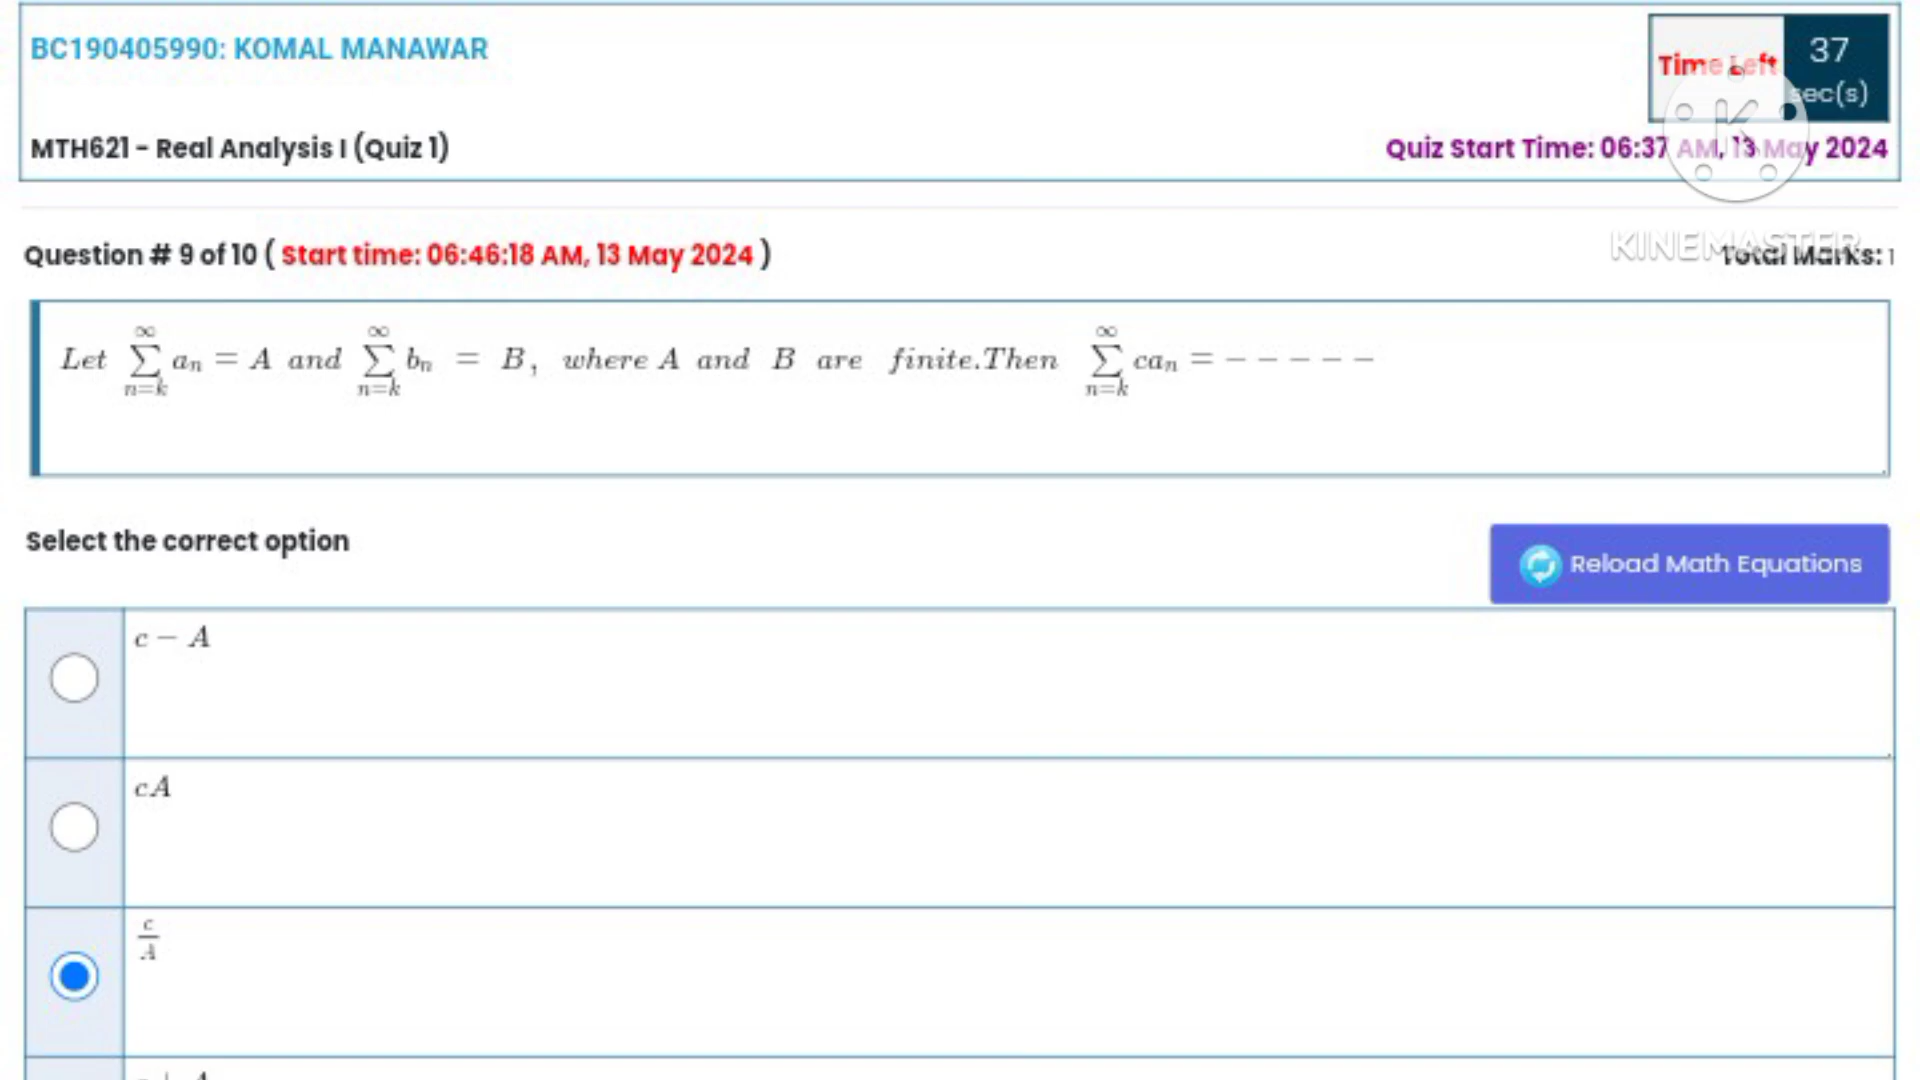 BC190405990: KOMAL MANAWAR
Time Left
37
sec(s)
MTH621 - Real Analysis I (Quiz 1)
Quiz Start Time: 06:37 AM, 13 May 2024
K
KINEMASTER
Question # 9 of 10 ( Start time: 06:46:18 AM, 13 May 2024 )
Total Marks: 1
Let ∑_{n=k}^{∞} a_n = A and ∑_{n=k}^{∞} b_n = B, where A and B are finite.Then ∑_{n=k}^{∞} ca_n = − − − − −
Select the correct option
Reload Math Equations
c − A
cA
c/A